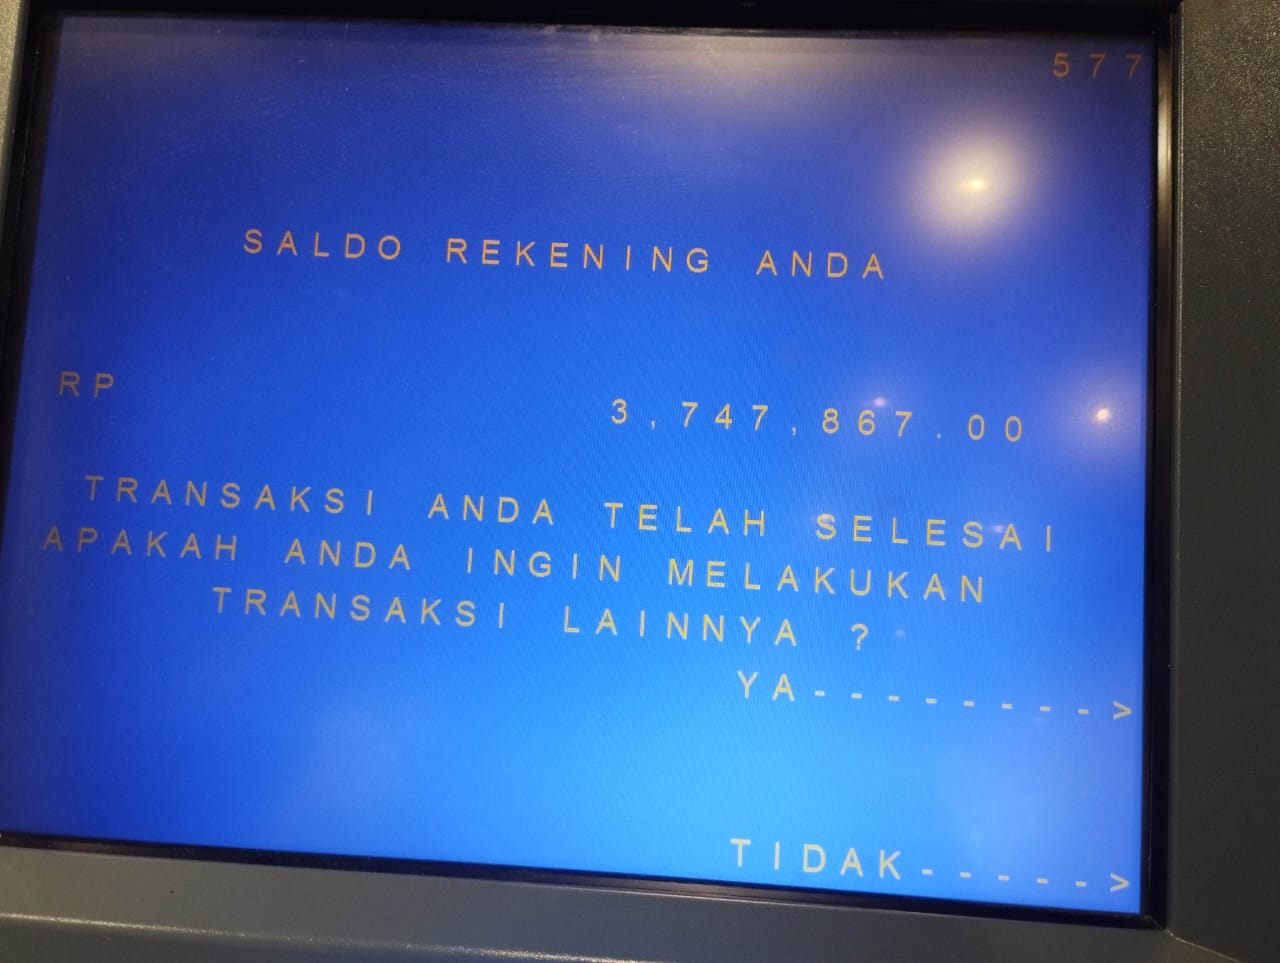 577
SALDO REKENING ANDA
RP 3,747,867.00
TRANSAKSI ANDA TELAH SELESAI
APAKAH ANDA INGIN MELAKUKAN
TRANSAKSI LAINNYA ?
YA-------->
TIDAK----->